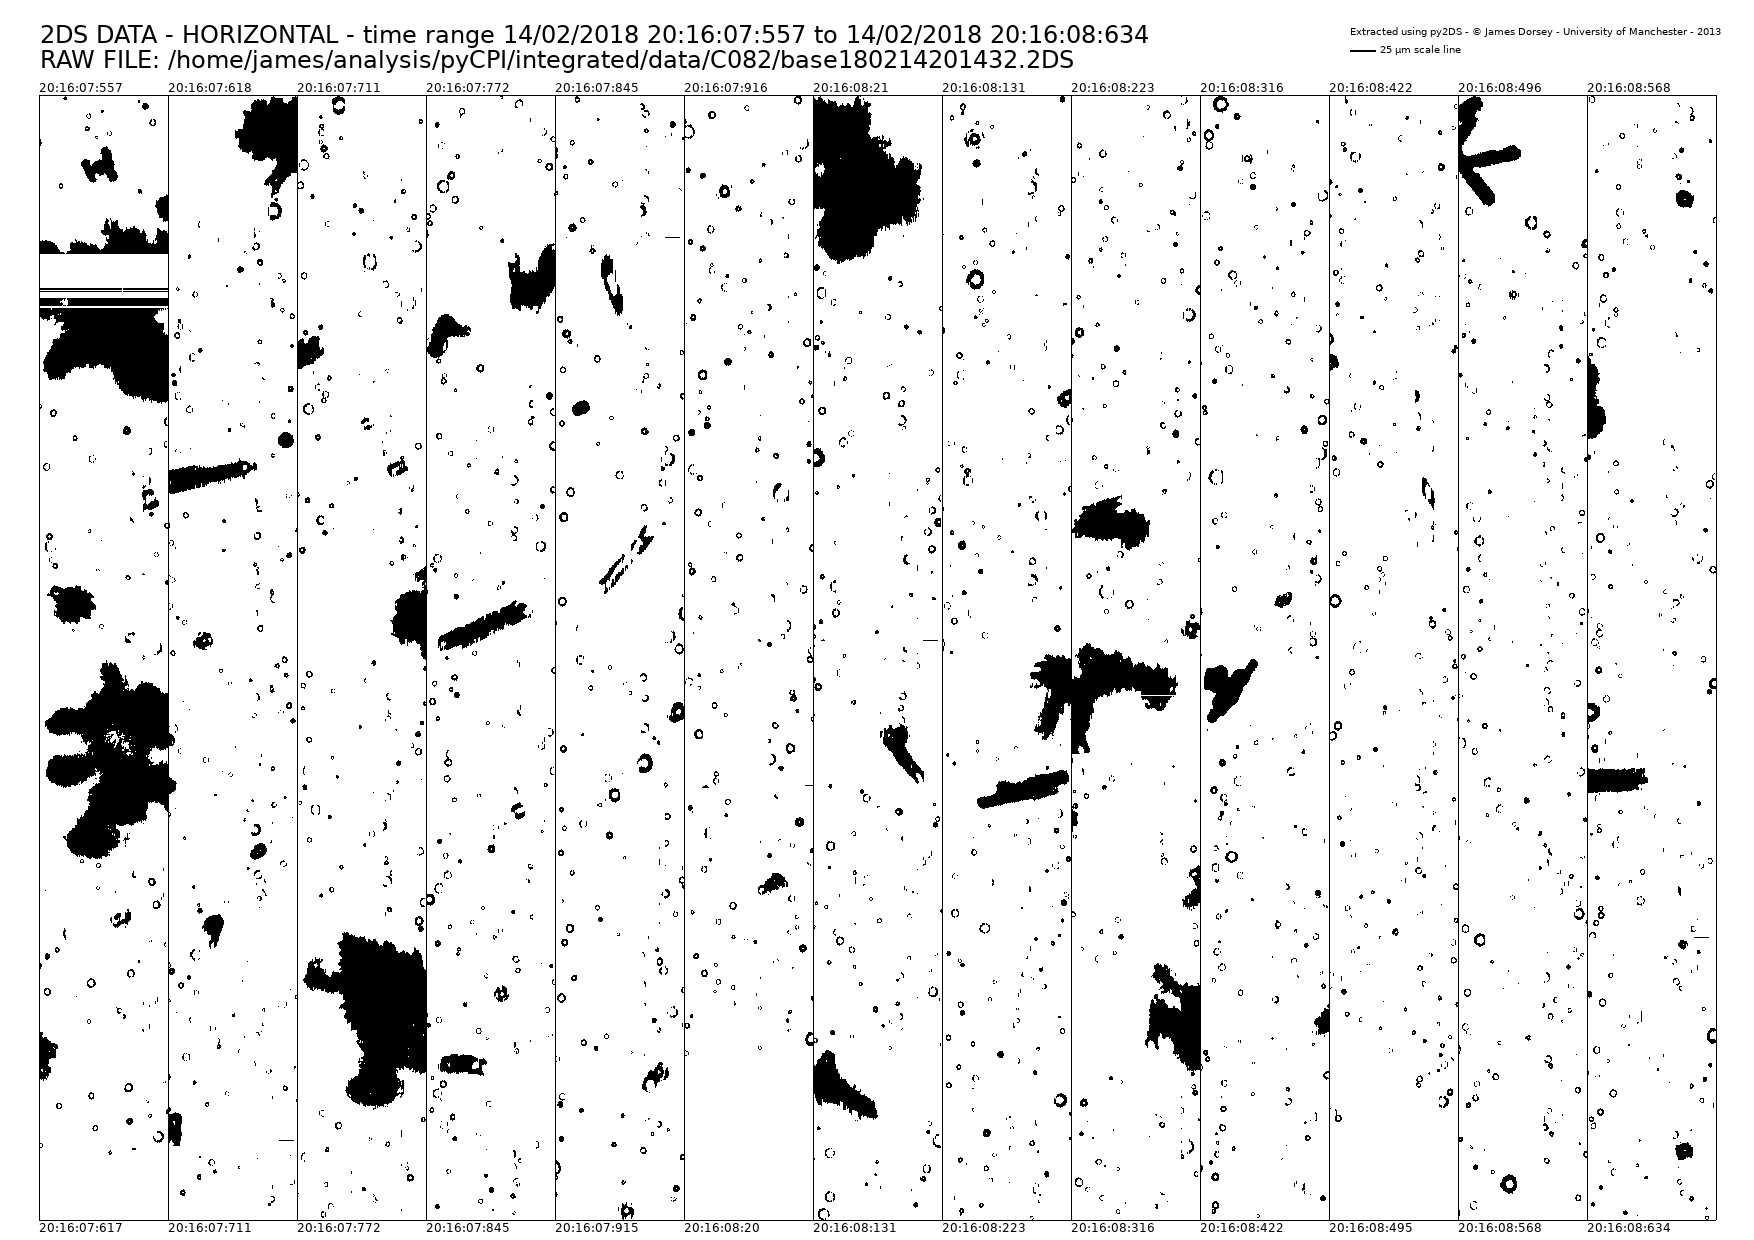 2DS DATA - HORIZONTAL - time range 14/02/2018 20:16:07:557 to 14/02/2018 20:16:08:634
RAW FILE: /home/james/analysis/pyCPI/integrated/data/C082/base180214201432.2DS
Extracted using py2DS - © James Dorsey - University of Manchester - 2013
25 µm scale line
20:16:07:557 20:16:07:618 20:16:07:711 20:16:07:772 20:16:07:845 20:16:07:916 20:16:08:21 20:16:08:131 20:16:08:223 20:16:08:316 20:16:08:422 20:16:08:496 20:16:08:568
20:16:07:617 20:16:07:711 20:16:07:772 20:16:07:845 20:16:07:915 20:16:08:20 20:16:08:131 20:16:08:223 20:16:08:316 20:16:08:422 20:16:08:495 20:16:08:568 20:16:08:634